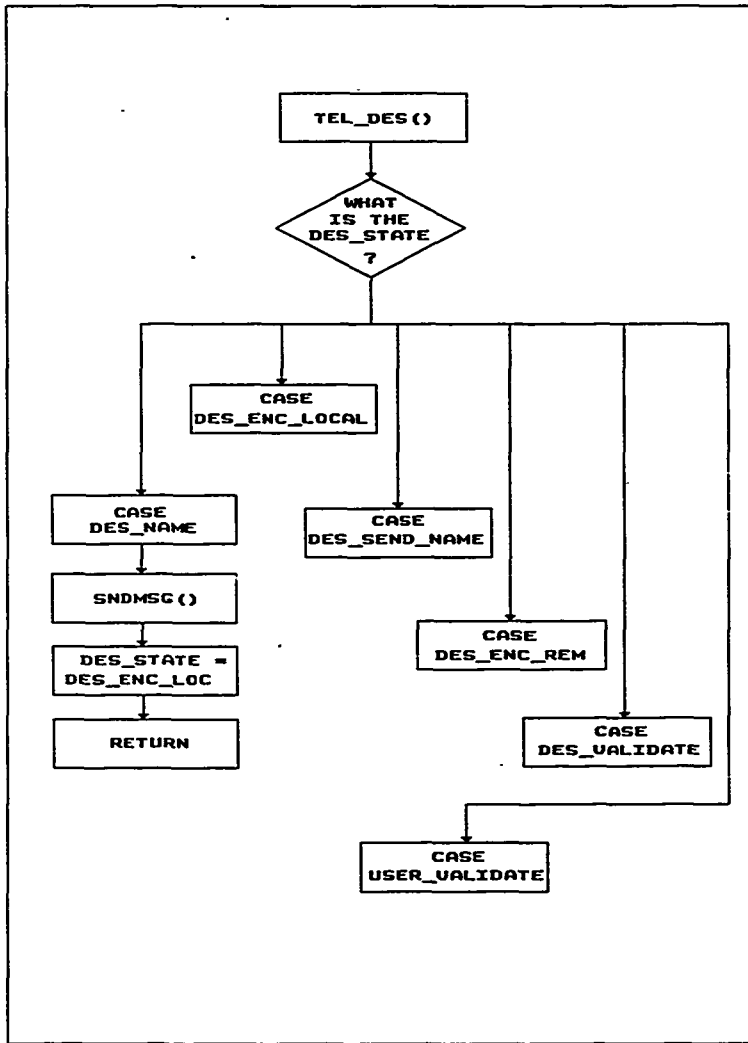 TEL_DES()
WHAT
IS THE
DES_STATE
?
CASE
DES_ENC_LOCAL
CASE
DES_NAME
CASE
DES_SEND_NAME
SNDMSG()
CASE
DES_ENC_REM
DES_STATE =
DES_ENC_LOC
RETURN
CASE
DES_VALIDATE
CASE
USER_VALIDATE